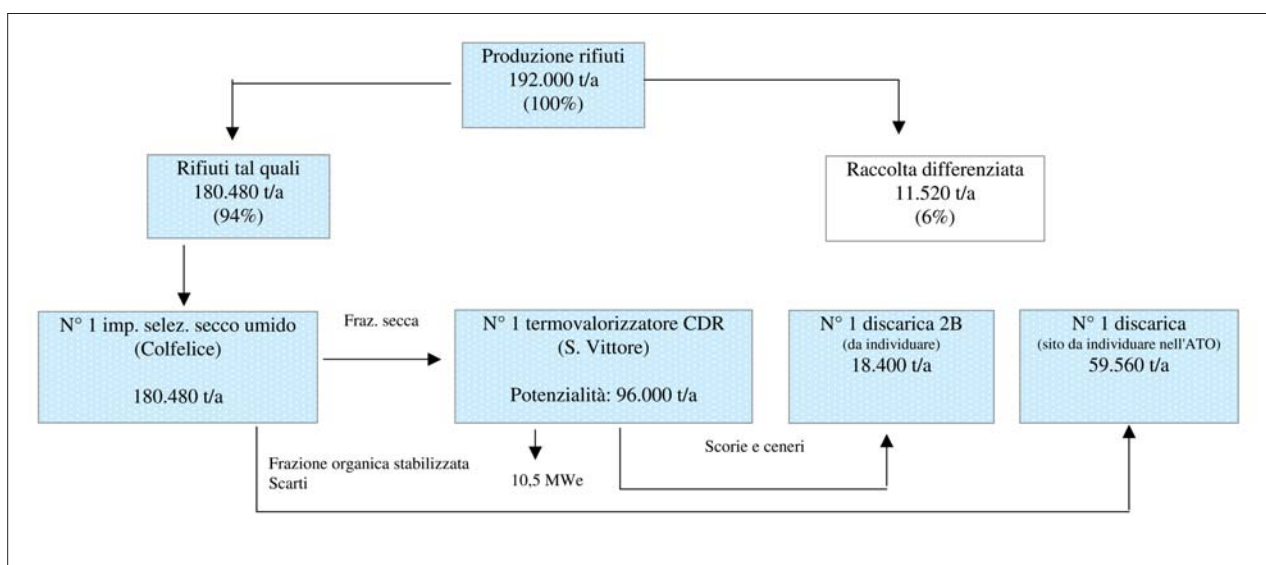 Produzione rifiuti
192.000 t/a
(100%)
Rifiuti tal quali
180.480 t/a
(94%)
Raccolta differenziata
11.520 t/a
(6%)
N° 1 imp. selez. secco umido
(Colfelice)
180.480 t/a
Fraz. secca
N° 1 termovalorizzatore CDR
(S. Vittore)
Potenzialità: 96.000 t/a
N° 1 discarica 2B
(da individuare)
18.400 t/a
N° 1 discarica
(sito da individuare nell'ATO)
59.560 t/a
Frazione organica stabilizzata
Scarti
10,5 MWe
Scorie e ceneri